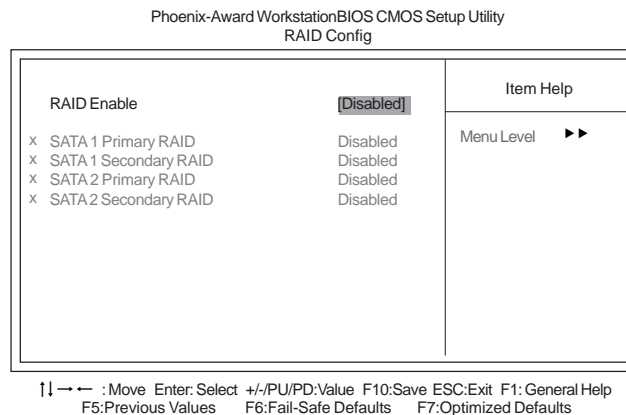 Phoenix-Award WorkstationBIOS CMOS Setup Utility
RAID Config
RAID Enable [Disabled]
x SATA 1 Primary RAID Disabled
x SATA 1 Secondary RAID Disabled
x SATA 2 Primary RAID Disabled
x SATA 2 Secondary RAID Disabled
Item Help
Menu Level ►►
↑↓→← : Move Enter: Select +/-/PU/PD:Value F10:Save ESC:Exit F1: General Help
F5:Previous Values F6:Fail-Safe Defaults F7:Optimized Defaults